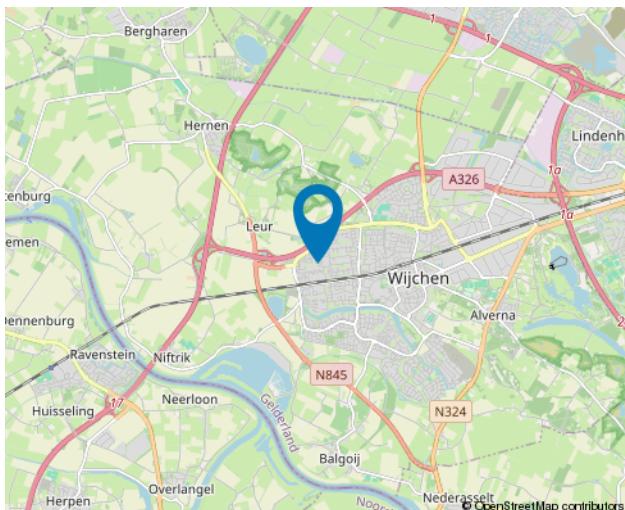 Bergharen
1
1
Hernen
Lindenh
1a
A326
tenburg
Leur
1a
emen
Wijchen
Dennenburg
Alverna
2
Ravenstein
Niftrik
N845
17
Neerloon
Gelderland
Huisseling
N324
Balgoij
Overlangel
Herpen
Nederasselt
Noor
© OpenStreetMap contributors